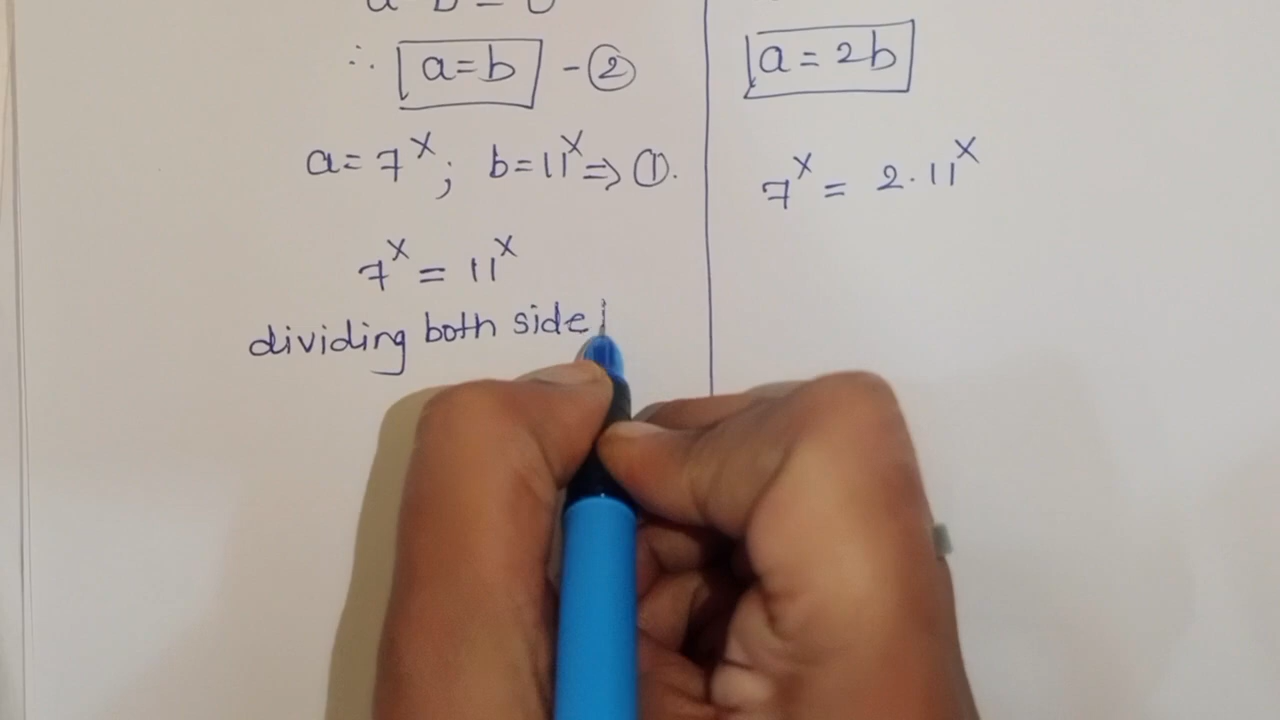 ∴ a=b - ②
a= 7^x ; b=11^x ⇒ ①.
7^x = 11^x
dividing both side
a = 2b
7^x = 2.11^x